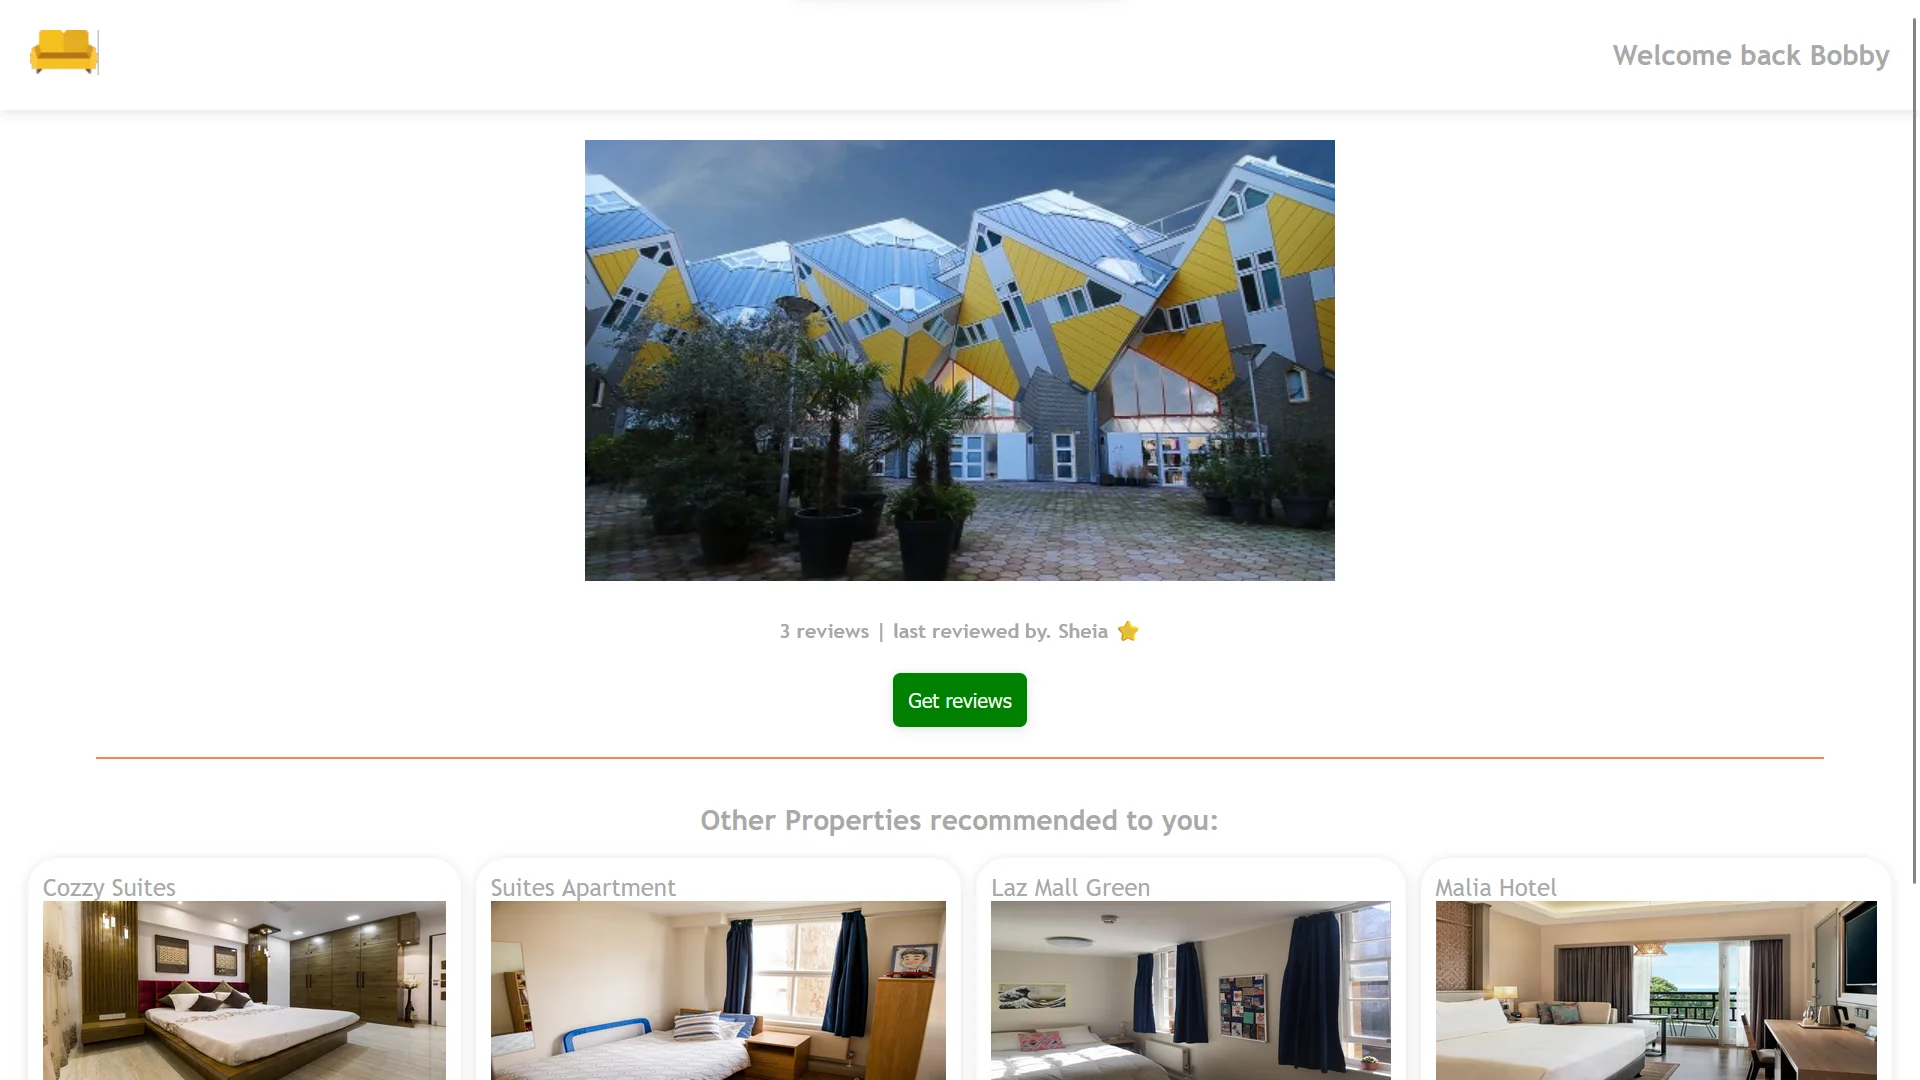 Welcome back Bobby
3 reviews | last reviewed by. Sheia ⭐
Get reviews
Other Properties recommended to you:
Cozzy Suites
Suites Apartment
Laz Mall Green
Malia Hotel